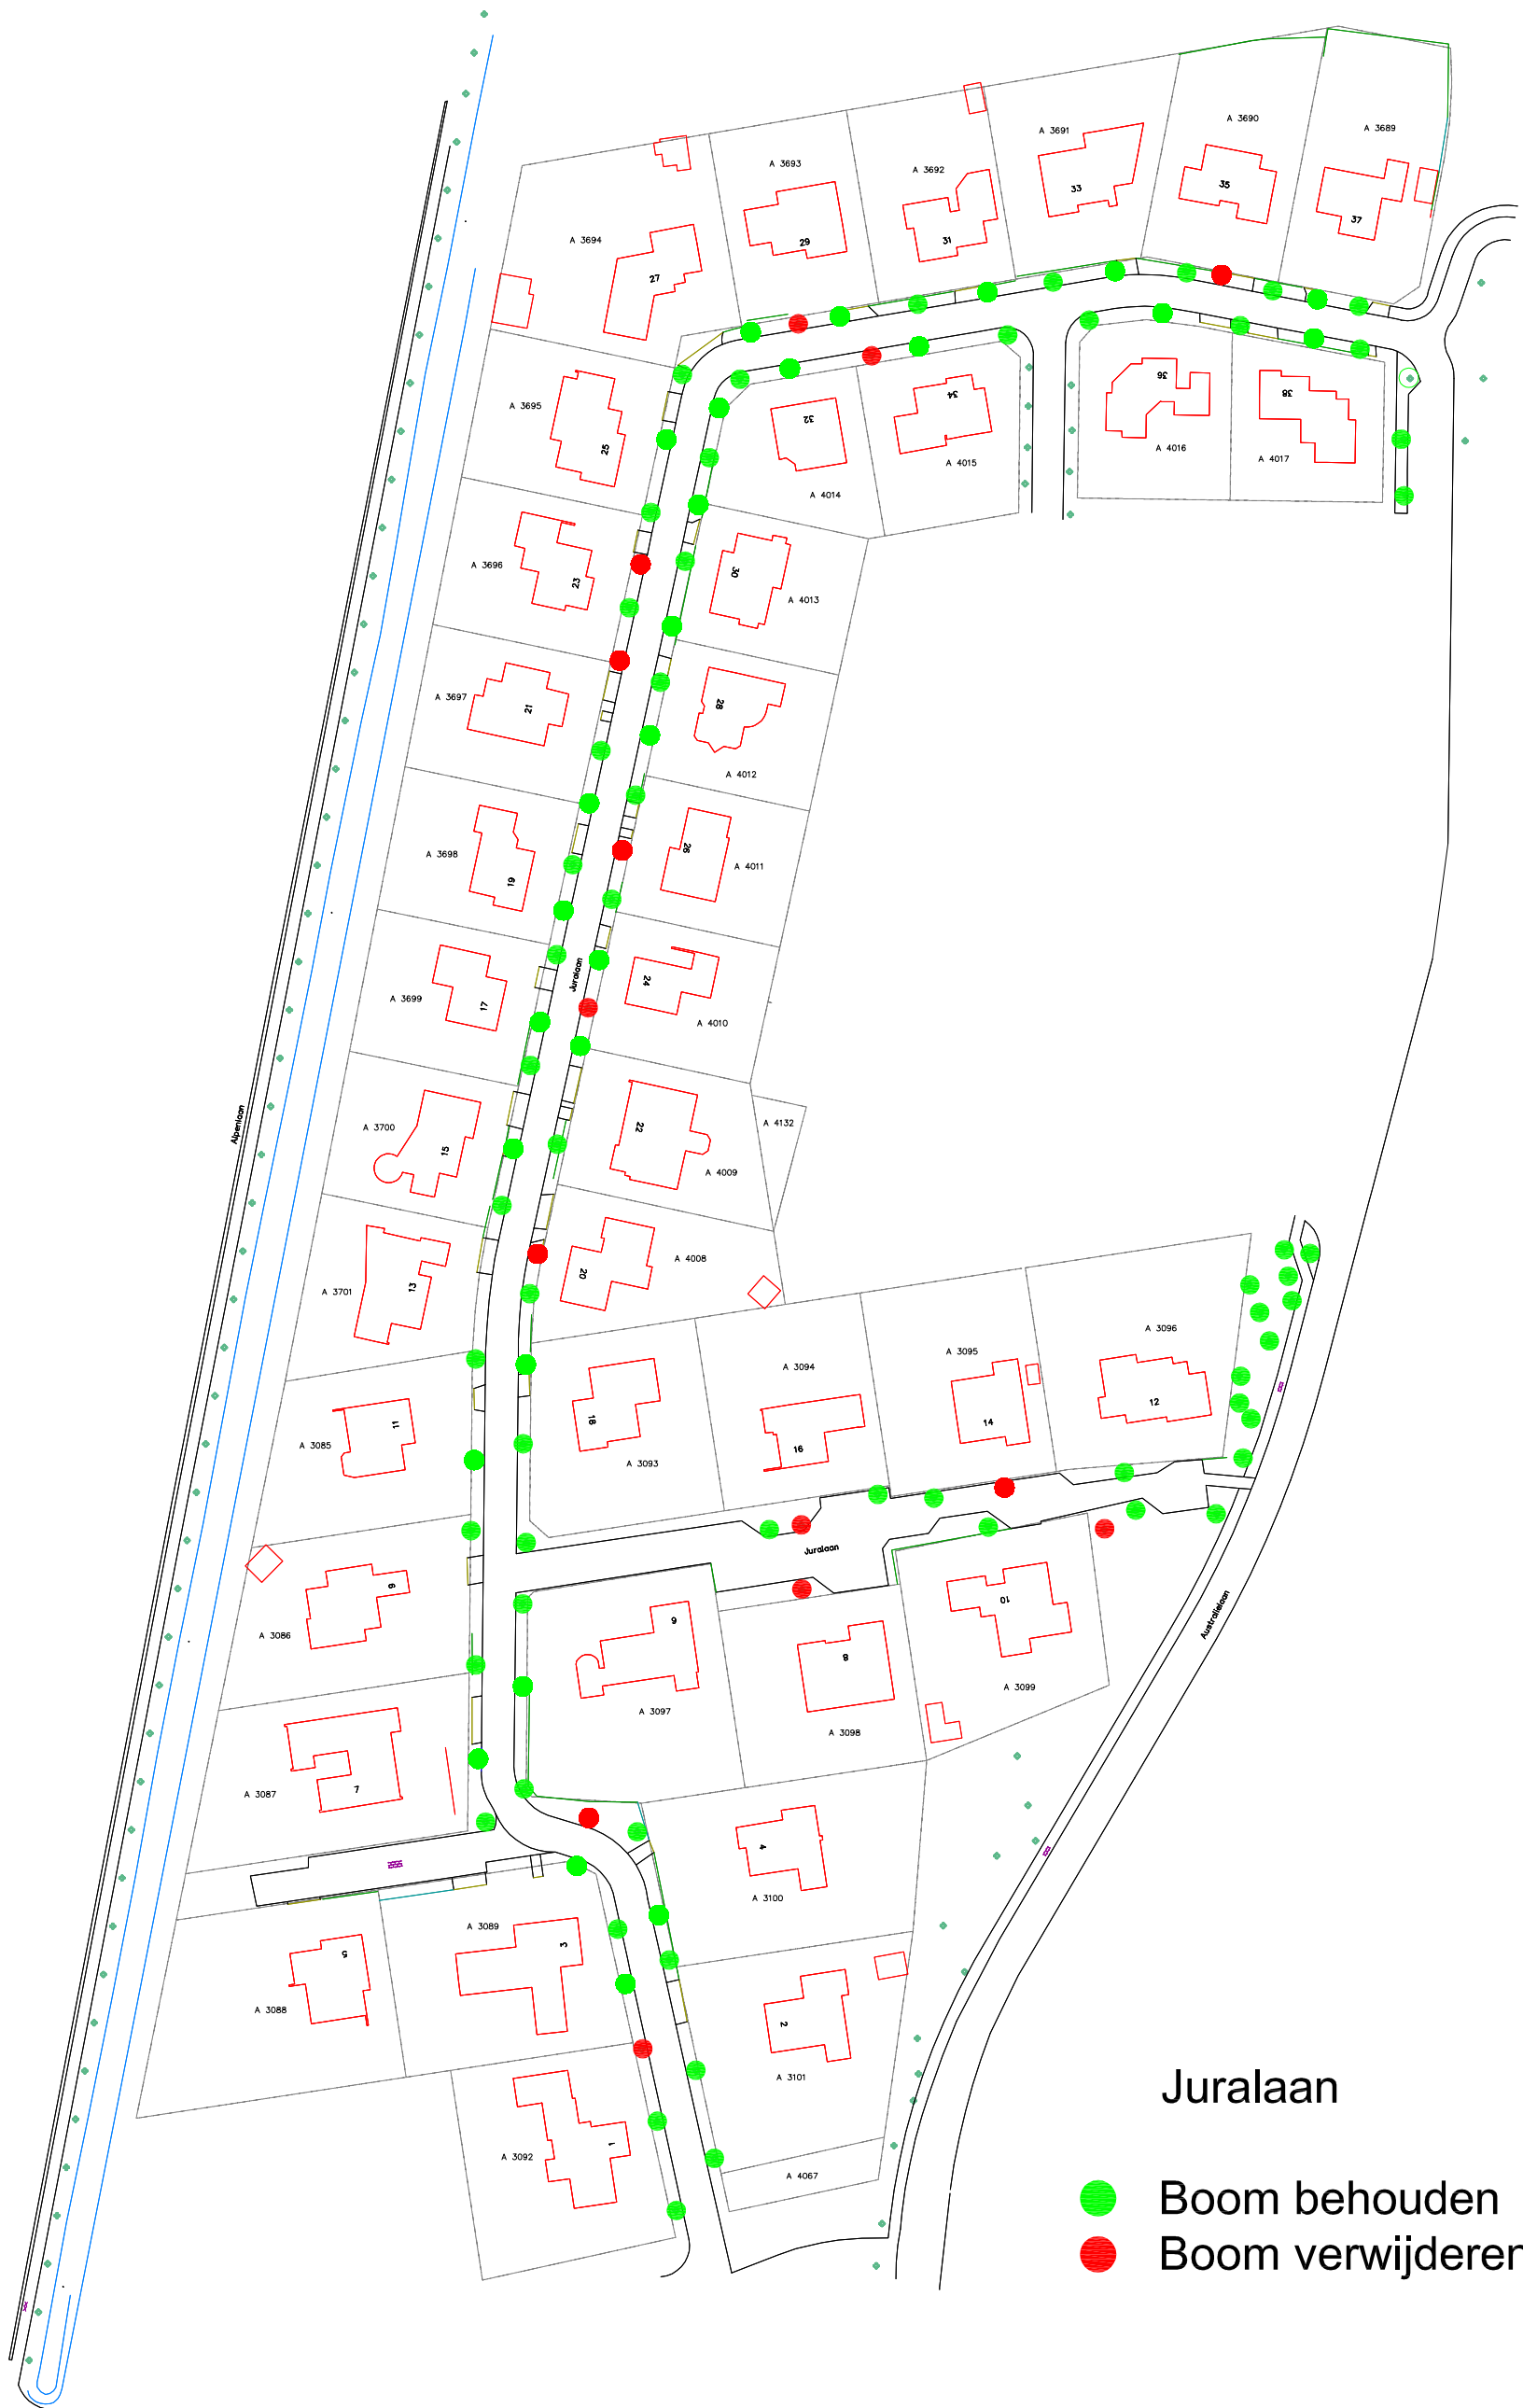 A 3690
A 3689
A 3691
A 3693
A 3692
35
33
37
A 3694
29
31
27
36
38
34
32
A 3695
25
A 4016
A 4017
A 4015
A 4014
A 3696
23
30
A 4013
A 3697
21
28
A 4012
A 3698
19
26
A 4011
Juralaan
A 3699
17
24
A 4010
Alpenlaan
A 3700
15
22
A 4132
A 4009
A 3701
13
20
A 4008
A 3096
A 3095
A 3094
12
14
16
A 3085
11
18
A 3093
Juralaan
A 3086
9
10
Australielaan
6
8
A 3099
A 3097
A 3098
A 3087
7
4
A 3100
A 3089
3
5
A 3088
2
A 3101
A 3092
1
A 4067
Juralaan
Boom behouden
Boom verwijderen